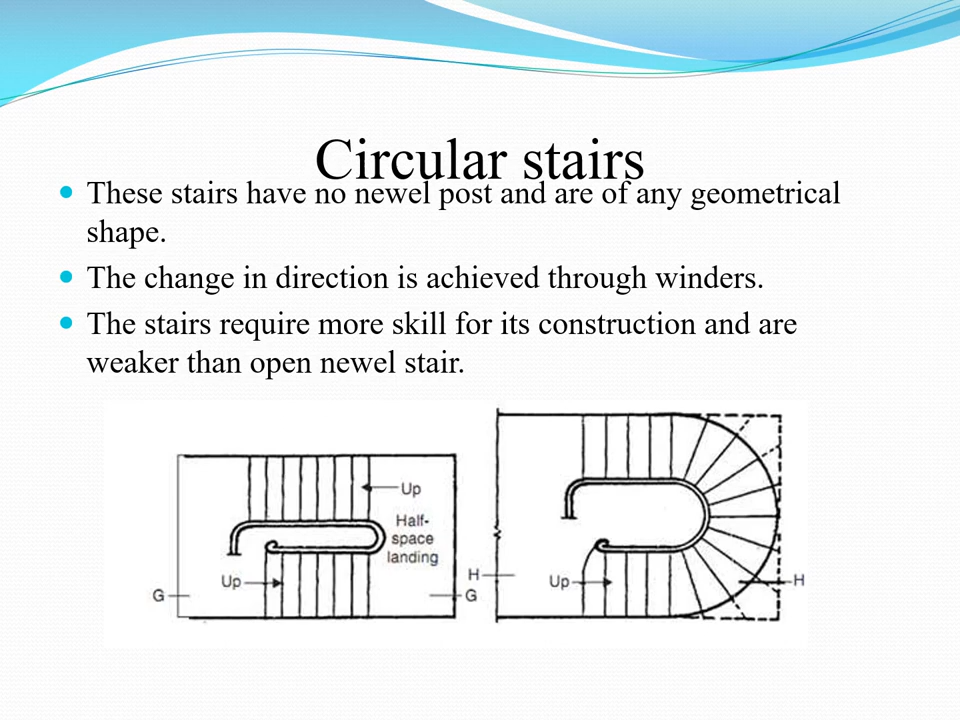 Circular stairs
These stairs have no newel post and are of any geometrical
shape.
The change in direction is achieved through winders.
The stairs require more skill for its construction and are
weaker than open newel stair.
Up
Half-
space
landing
Up
G
G
H
Up
H